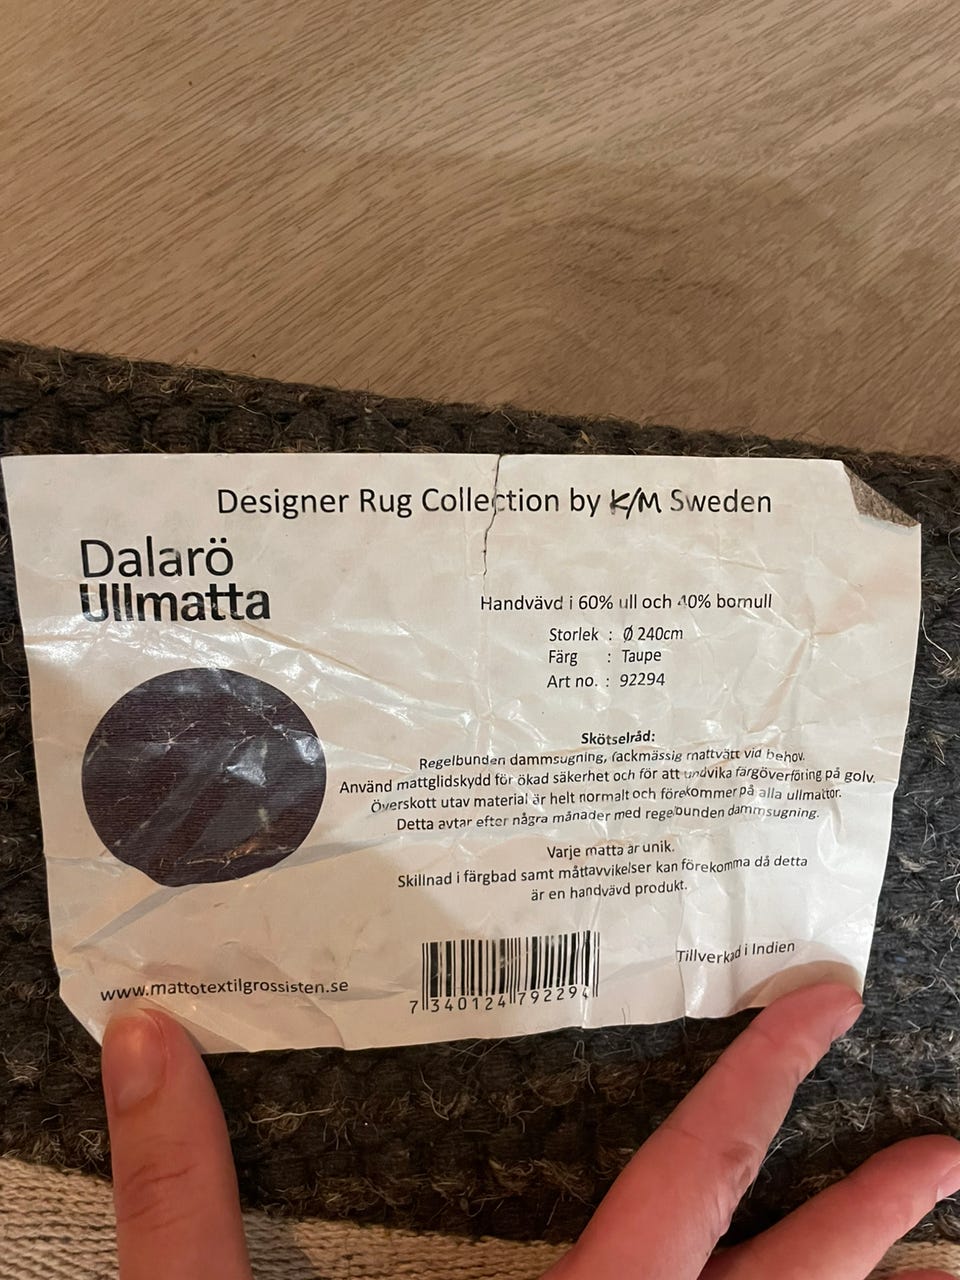 Designer Rug Collection by K/M Sweden
Dalarö
Ullmatta
Handvävd i 60% ull och 40% bomull
Storlek : Ø 240cm
Färg : Taupe
Art no. : 92294
Skötselråd:
Regelbunden dammsugning, fackmässig mattvätt vid behov.
Använd mattglidskydd för ökad säkerhet och för att undvika färgöverföring på golv.
Överskott utav material är helt normalt och förekommer på alla ullmattor.
Detta avtar efter några månader med regelbunden dammsugning.
Varje matta är unik.
Skillnad i färgbad samt måttavvikelser kan förekomma då detta
är en handvävd produkt.
www.mattotextilgrossisten.se
7 340124 792294
Tillverkad i Indien